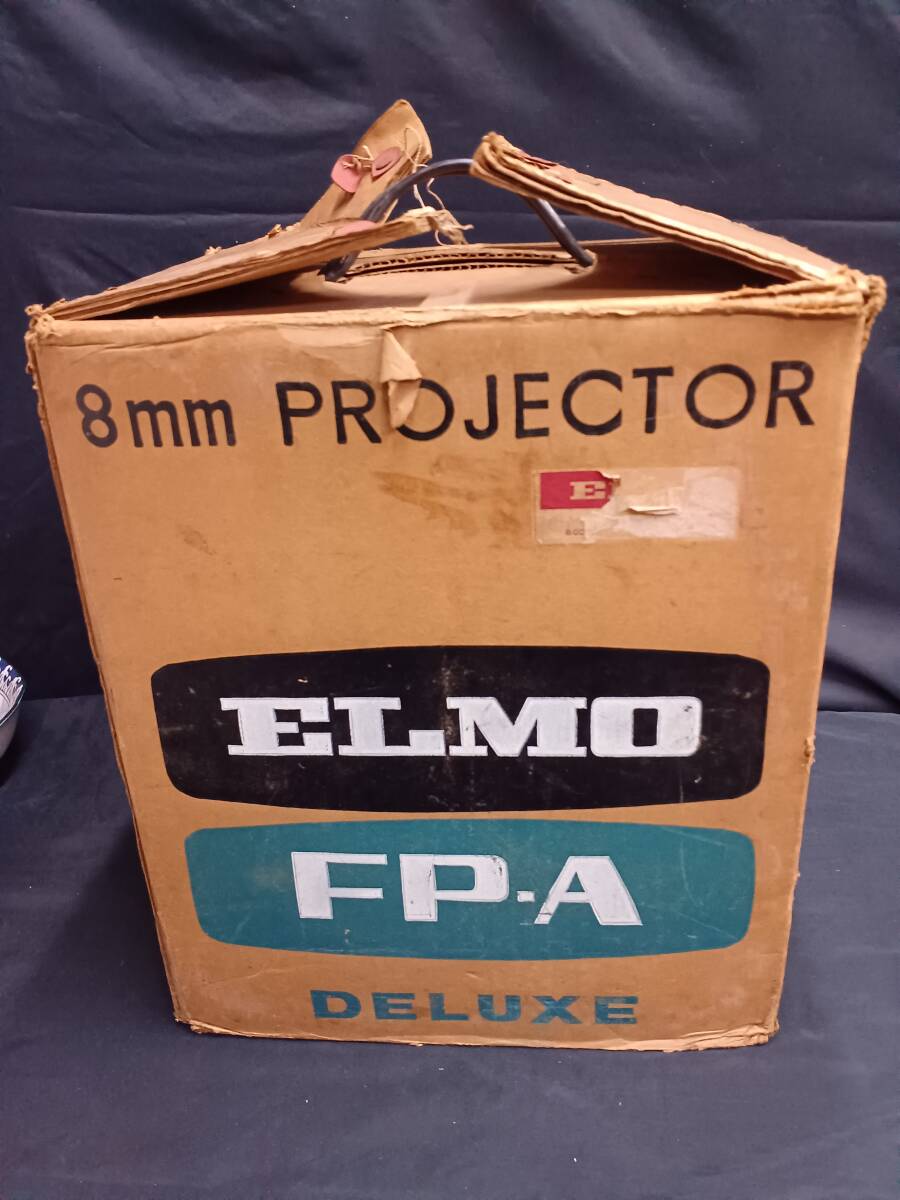 8mm PROJECTOR
E
ELMO
FP-A
DELUXE